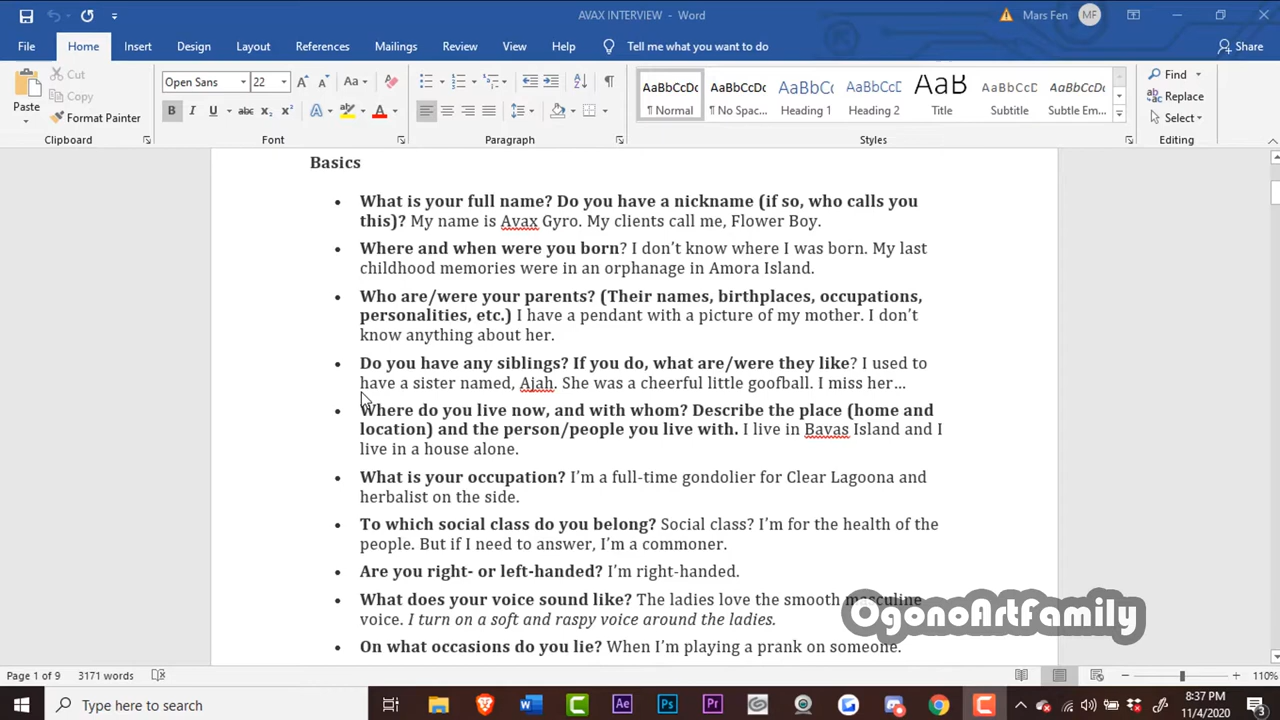 AVAX INTERVIEW - Word
Mars Fen MF
File Home Insert Design Layout References Mailings Review View Help Tell me what you want to do Share
Paste Cut Copy Format Painter
Open Sans 22
Aa
B I U abc x₂ x² A ab A
AaBbCcDc AaBbCcDc AaBbCc AaBbCcD AaB AaBbCcD AaBbCcDc
¶ Normal ¶ No Spac... Heading 1 Heading 2 Title Subtitle Subtle Em...
Find
Replace
Select
Clipboard Font Paragraph Styles Editing
Basics
• What is your full name? Do you have a nickname (if so, who calls you
this)? My name is Avax Gyro. My clients call me, Flower Boy.
• Where and when were you born? I don't know where I was born. My last
childhood memories were in an orphanage in Amora Island.
• Who are/were your parents? (Their names, birthplaces, occupations,
personalities, etc.) I have a pendant with a picture of my mother. I don't
know anything about her.
• Do you have any siblings? If you do, what are/were they like? I used to
have a sister named, Ajah. She was a cheerful little goofball. I miss her…
• Where do you live now, and with whom? Describe the place (home and
location) and the person/people you live with. I live in Bavas Island and I
live in a house alone.
• What is your occupation? I'm a full-time gondolier for Clear Lagoona and
herbalist on the side.
• To which social class do you belong? Social class? I'm for the health of the
people. But if I need to answer, I'm a commoner.
• Are you right- or left-handed? I'm right-handed.
• What does your voice sound like? The ladies love the smooth masculine
voice. I turn on a soft and raspy voice around the ladies.
• On what occasions do you lie? When I'm playing a prank on someone.
OgonoArtFamily
Page 1 of 9 3171 words 110%
Type here to search
8:37 PM
11/4/2020
3